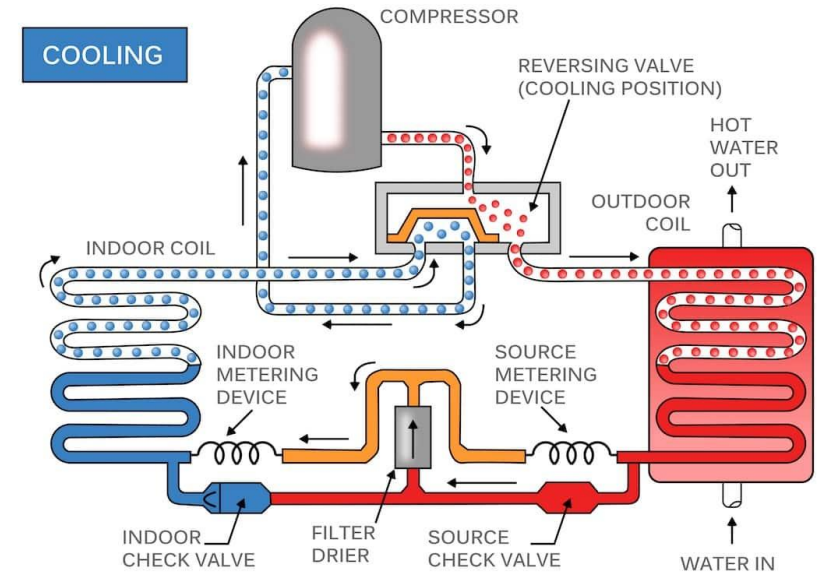 COMPRESSOR
COOLING
REVERSING VALVE
(COOLING POSITION)
HOT
WATER
OUT
OUTDOOR
COIL
INDOOR COIL
INDOOR
METERING
DEVICE
SOURCE
METERING
DEVICE
INDOOR
CHECK VALVE
FILTER
DRIER
SOURCE
CHECK VALVE
WATER IN